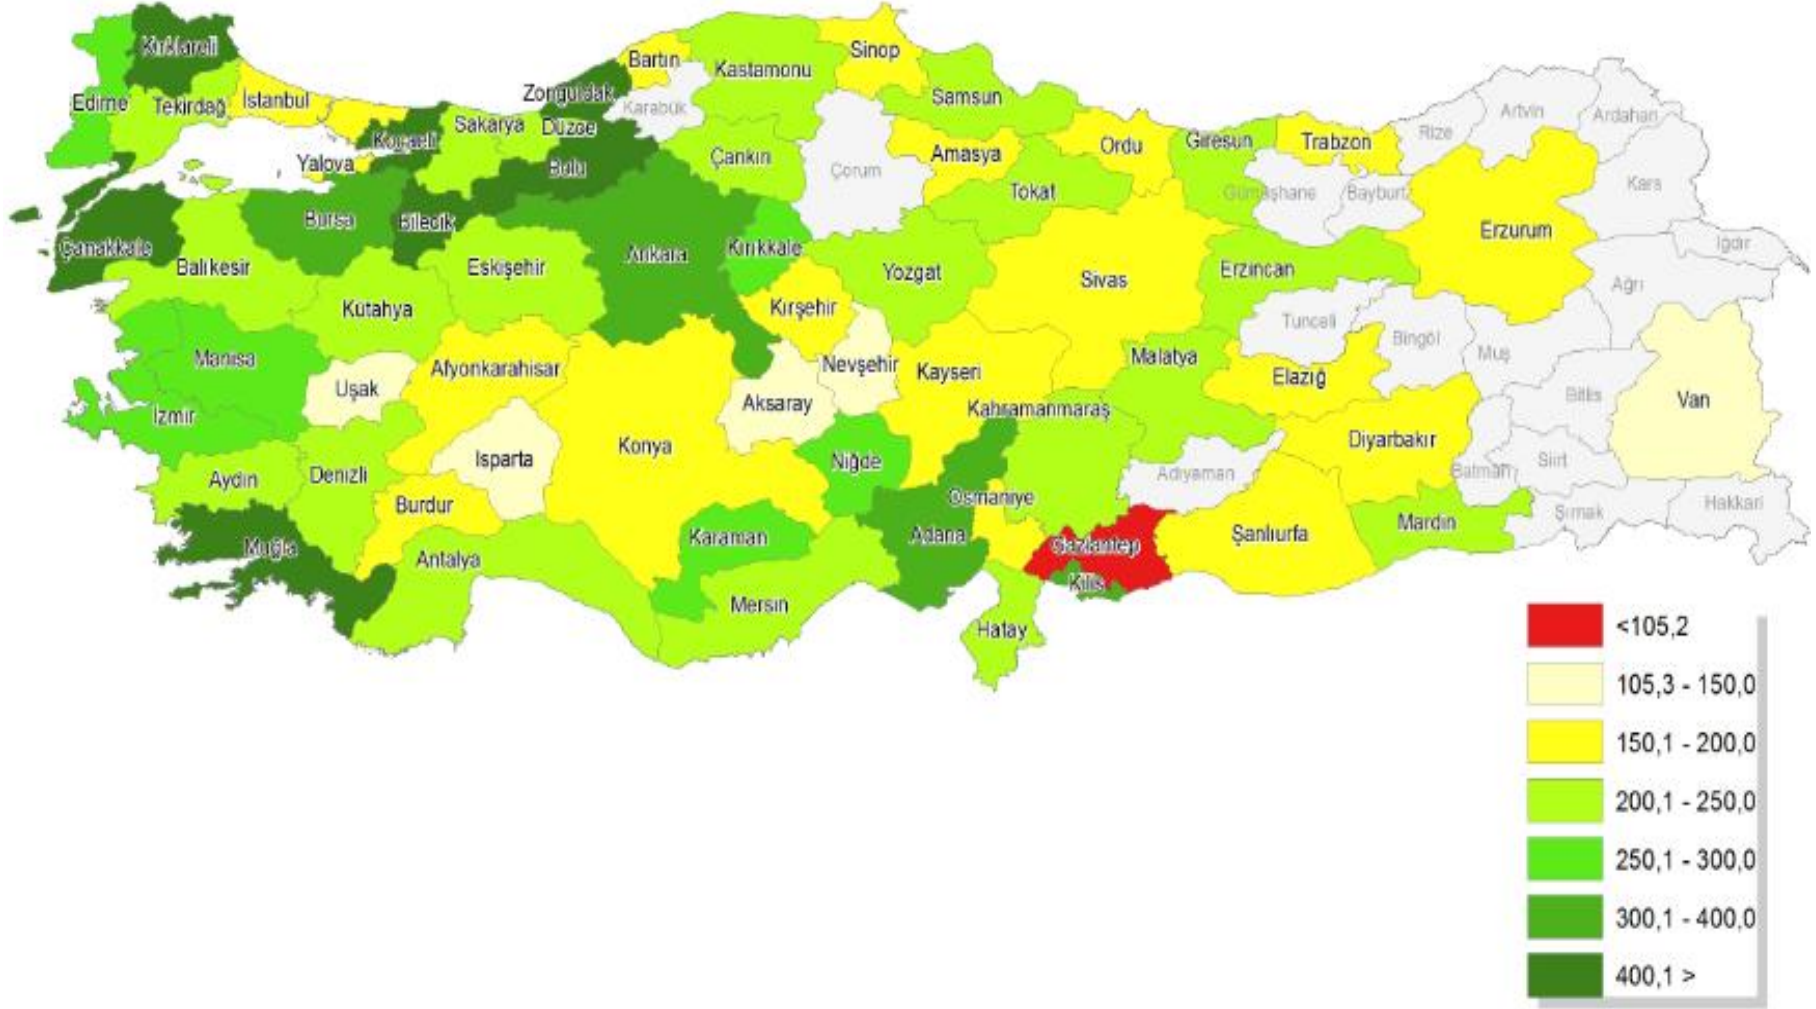 Kırklareli
Edirne
Tekirdağ
İstanbul
Kocaeli
Yalova
Sakarya
Düzce
Zonguldak
Bartın
Karabük
Kastamonu
Sinop
Samsun
Çankırı
Çorum
Amasya
Ordu
Giresun
Trabzon
Rize
Artvin
Ardahan
Bolu
Tokat
Gümüşhane
Bayburt
Kars
Çanakkale
Bursa
Bilecik
Ankara
Kırıkkale
Erzurum
Iğdır
Balıkesir
Eskişehir
Yozgat
Sivas
Erzincan
Ağrı
Kütahya
Kırşehir
Tunceli
Bingöl
Muş
Manisa
Uşak
Afyonkarahisar
Nevşehir
Kayseri
Malatya
Elazığ
Bitlis
Van
İzmir
Aksaray
Kahramanmaraş
Konya
Diyarbakır
Isparta
Niğde
Adıyaman
Batman
Siirt
Aydın
Denizli
Burdur
Osmaniye
Mardin
Şırnak
Hakkari
Muğla
Antalya
Karaman
Adana
Gaziantep
Şanlıurfa
Kilis
Mersin
Hatay
<105,2
105,3 - 150,0
150,1 - 200,0
200,1 - 250,0
250,1 - 300,0
300,1 - 400,0
400,1 >